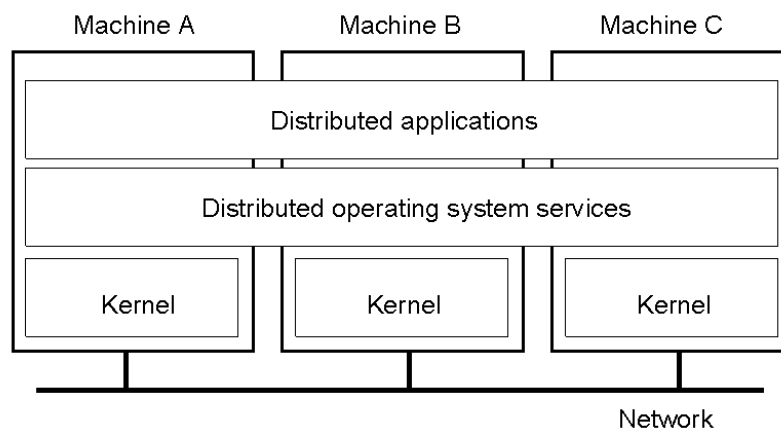 Machine A Machine B Machine C
Distributed applications
Distributed operating system services
Kernel Kernel Kernel
Network